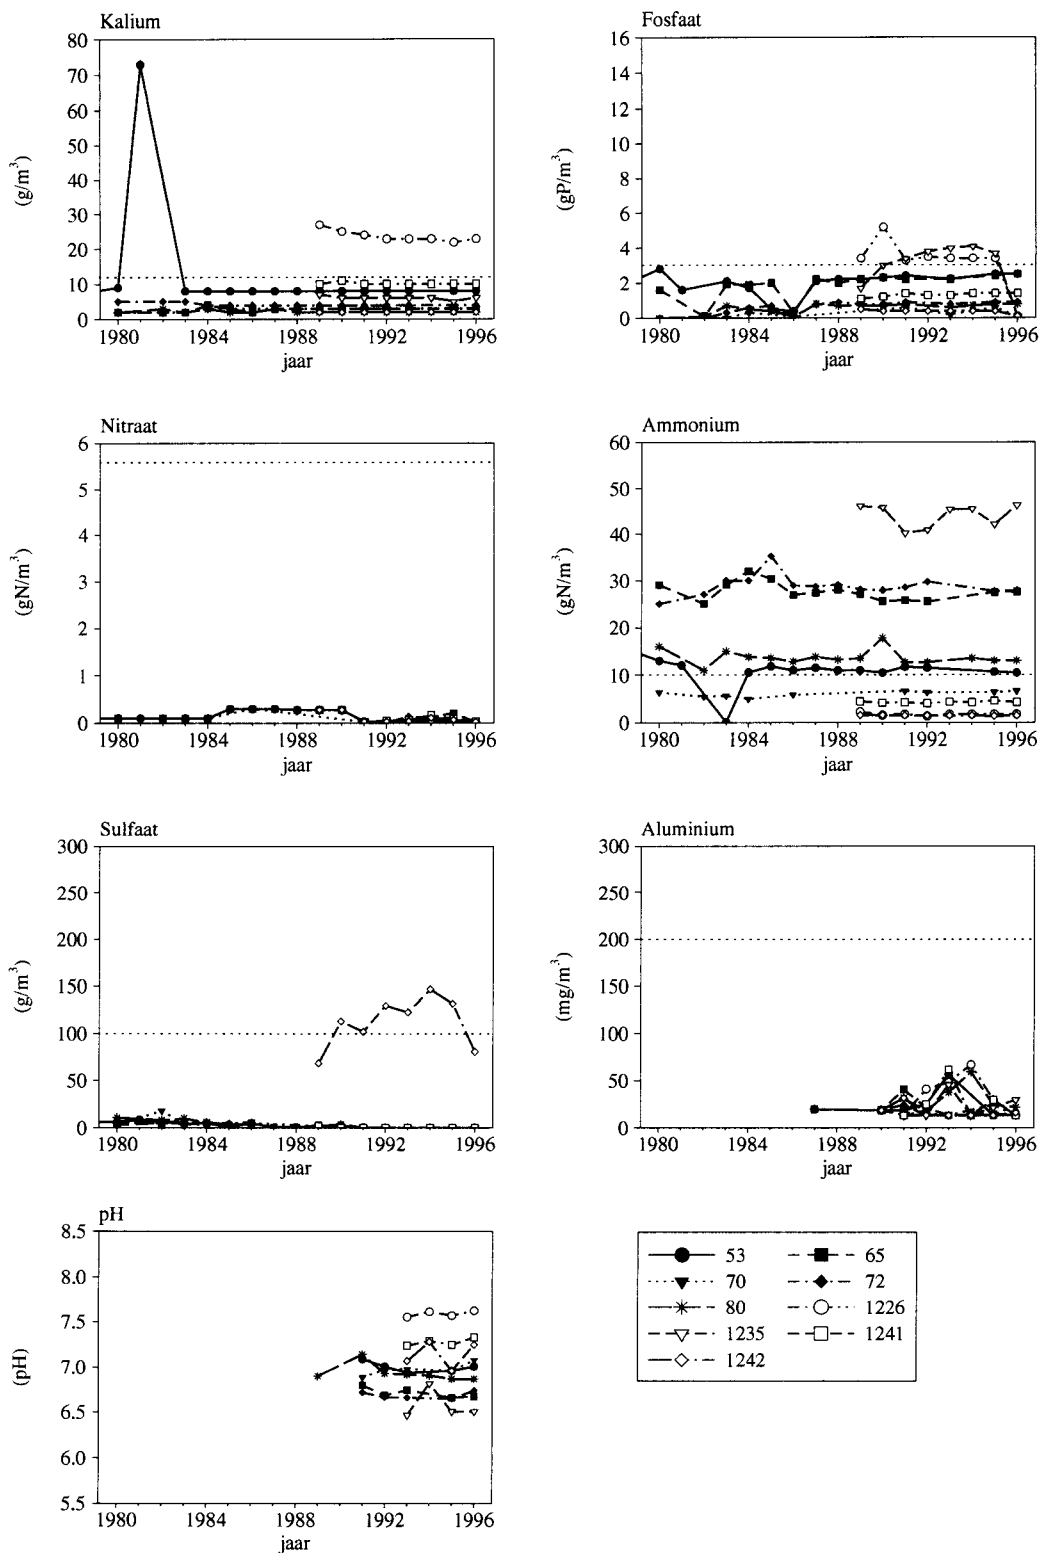 Kalium
80
70
60
50
40
30
20
10
0
(g/m³)
1980 1984 1988 1992 1996
jaar
Fosfaat
16
14
12
10
8
6
4
2
0
(gP/m³)
1980 1984 1988 1992 1996
jaar
Nitraat
6
5
4
3
2
1
0
(gN/m³)
1980 1984 1988 1992 1996
jaar
Ammonium
60
50
40
30
20
10
0
(gN/m³)
1980 1984 1988 1992 1996
jaar
Sulfaat
300
250
200
150
100
50
0
(g/m³)
1980 1984 1988 1992 1996
jaar
Aluminium
300
250
200
150
100
50
0
(mg/m³)
1980 1984 1988 1992 1996
jaar
pH
8.5
8.0
7.5
7.0
6.5
6.0
5.5
(pH)
1980 1984 1988 1992 1996
jaar
53 65
70 72
80 1226
1235 1241
1242